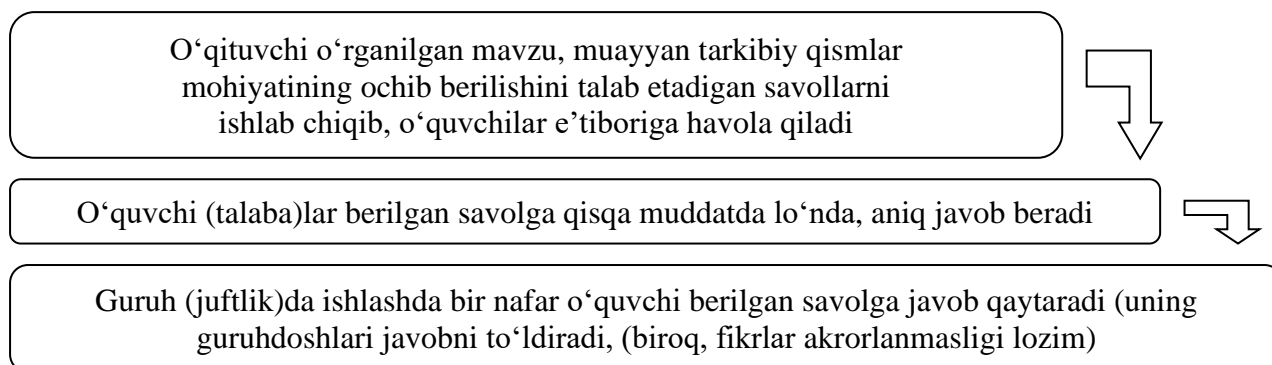 O‘qituvchi o‘rganilgan mavzu, muayyan tarkibiy qismlar
mohiyatining ochib berilishini talab etadigan savollarni
ishlab chiqib, o‘quvchilar e’tiboriga havola qiladi
O‘quvchi (talaba)lar berilgan savolga qisqa muddatda lo‘nda, aniq javob beradi
Guruh (juftlik)da ishlashda bir nafar o‘quvchi berilgan savolga javob qaytaradi (uning
guruhdoshlari javobni to‘ldiradi, (biroq, fikrlar akrorlanmasligi lozim)